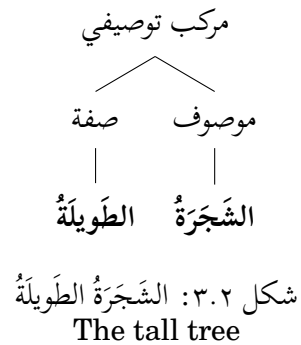 مركب توصيفي
موصوف صفة
الشَجَرَةُ الطَويلَةُ
شكل ٣.٢: الشَجَرَةُ الطَويلَةُ
The tall tree